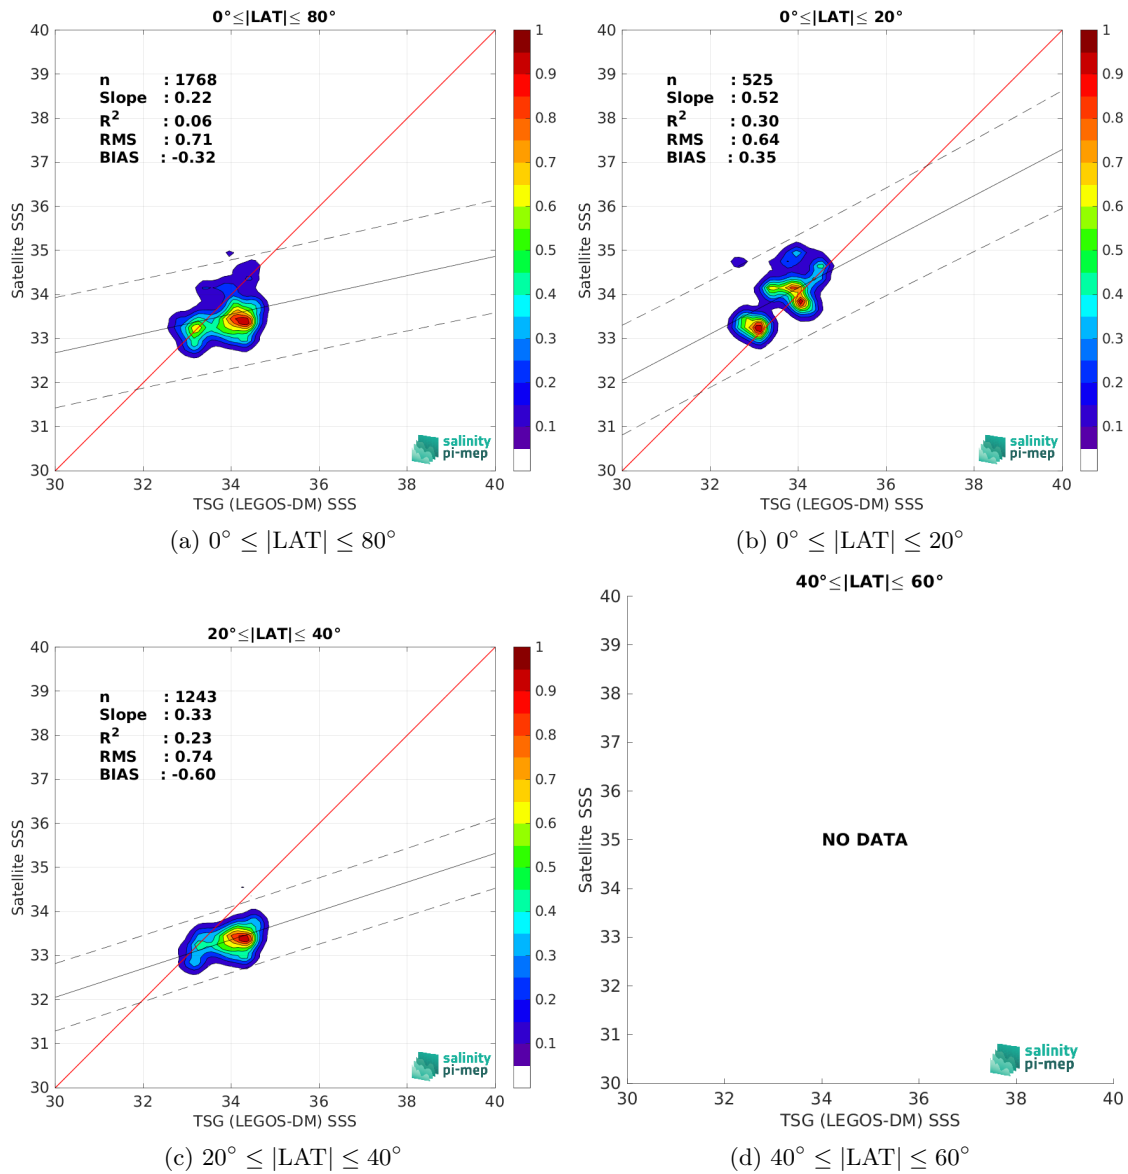 0°≤|LAT|≤ 80°
n : 1768
Slope : 0.22
R² : 0.06
RMS : 0.71
BIAS : -0.32
40
39
38
37
36
35
34
33
32
31
30
Satellite SSS
30 32 34 36 38 40
TSG (LEGOS-DM) SSS
1
0.9
0.8
0.7
0.6
0.5
0.4
0.3
0.2
0.1
salinity
pi-mep
(a) 0° ≤ |LAT| ≤ 80°
0°≤|LAT|≤ 20°
n : 525
Slope : 0.52
R² : 0.30
RMS : 0.64
BIAS : 0.35
40
39
38
37
36
35
34
33
32
31
30
Satellite SSS
30 32 34 36 38 40
TSG (LEGOS-DM) SSS
1
0.9
0.8
0.7
0.6
0.5
0.4
0.3
0.2
0.1
salinity
pi-mep
(b) 0° ≤ |LAT| ≤ 20°
20°≤|LAT|≤ 40°
n : 1243
Slope : 0.33
R² : 0.23
RMS : 0.74
BIAS : -0.60
40
39
38
37
36
35
34
33
32
31
30
Satellite SSS
30 32 34 36 38 40
TSG (LEGOS-DM) SSS
1
0.9
0.8
0.7
0.6
0.5
0.4
0.3
0.2
0.1
salinity
pi-mep
(c) 20° ≤ |LAT| ≤ 40°
40°≤|LAT|≤ 60°
40
39
38
37
36
35
34
33
32
31
30
Satellite SSS
NO DATA
30 32 34 36 38 40
TSG (LEGOS-DM) SSS
salinity
pi-mep
(d) 40° ≤ |LAT| ≤ 60°